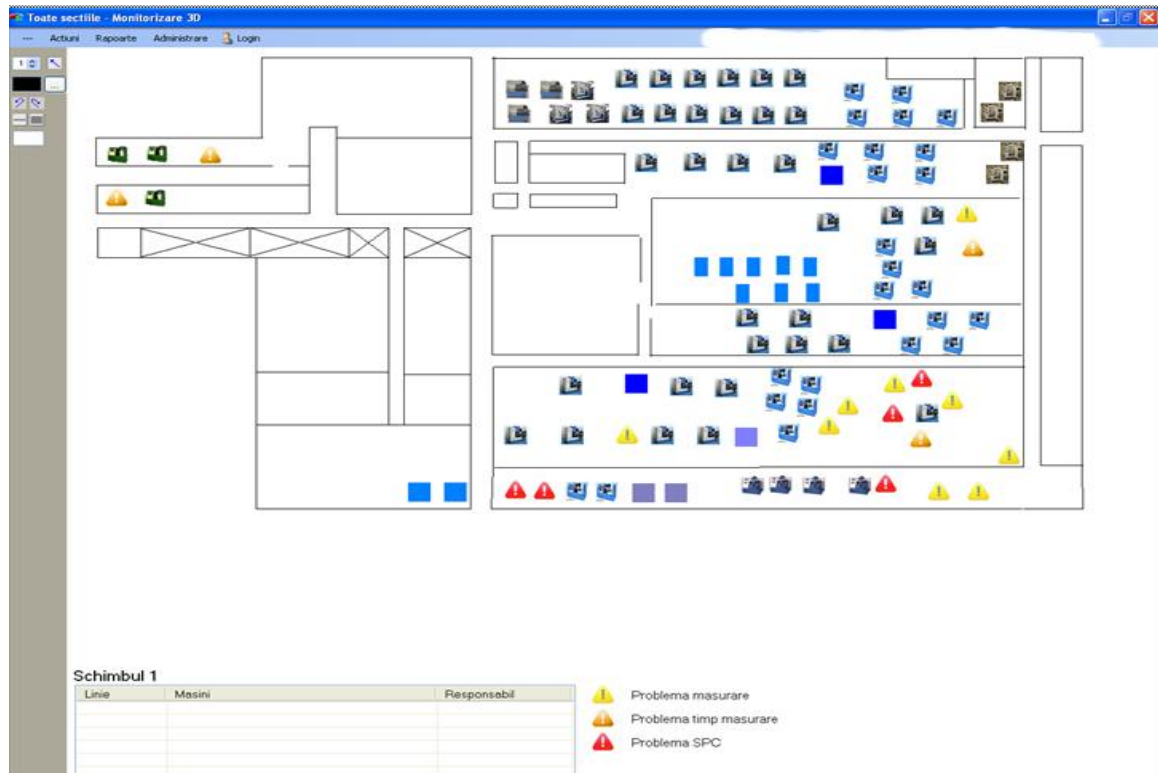 Toate sectiile - Monitorizare 3D
--- Actiuni Rapoarte Administrare Login
1
...
Schimbul 1
Linie Masini Responsabil
Problema masurare
Problema timp masurare
Problema SPC